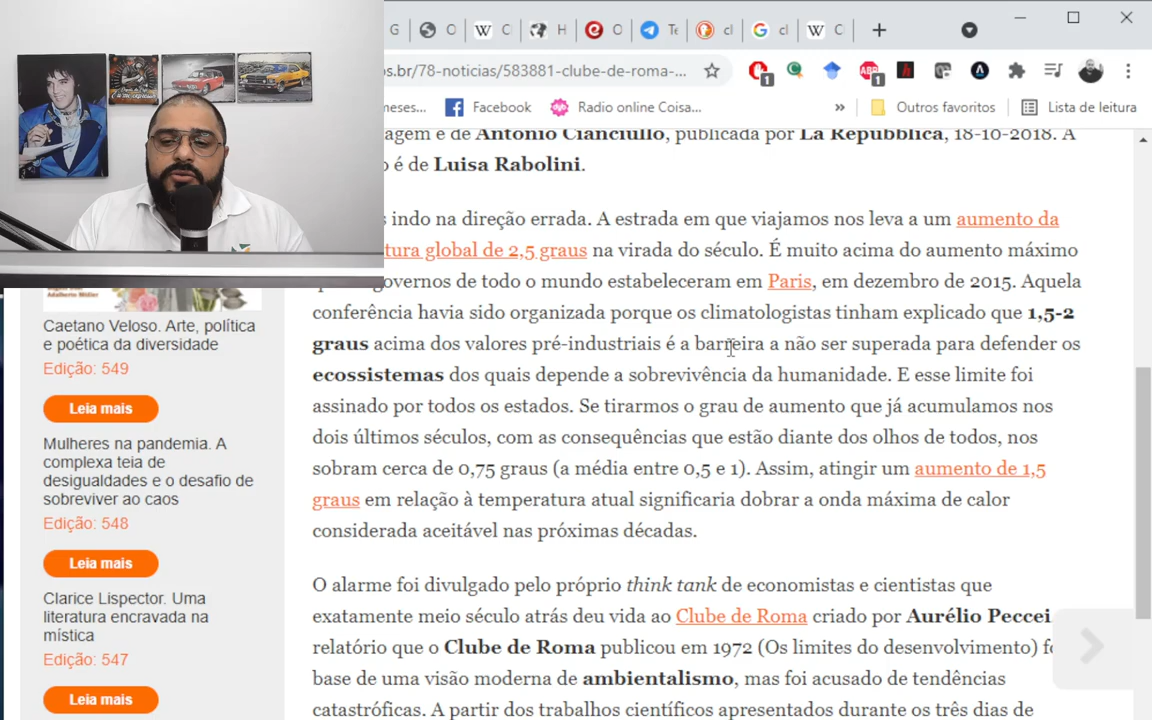 G
O
W
C
H
O
Te
cl
G
cl
W
C
s.br/78-noticias/583881-clube-de-roma-...
1
ABP
1
h
A
meses...
Facebook
Radio online Coisa...
»
Outros favoritos
Lista de leitura
agem é de Antonio Cianciullo, publicada por La Repubblica, 18-10-2018. A
o é de Luisa Rabolini.
s indo na direção errada. A estrada em que viajamos nos leva a um aumento da
tura global de 2,5 graus na virada do século. É muito acima do aumento máximo
governos de todo o mundo estabeleceram em Paris, em dezembro de 2015. Aquela
conferência havia sido organizada porque os climatologistas tinham explicado que 1,5-2
graus acima dos valores pré-industriais é a barreira a não ser superada para defender os
ecossistemas dos quais depende a sobrevivência da humanidade. E esse limite foi
assinado por todos os estados. Se tirarmos o grau de aumento que já acumulamos nos
dois últimos séculos, com as consequências que estão diante dos olhos de todos, nos
sobram cerca de 0,75 graus (a média entre 0,5 e 1). Assim, atingir um aumento de 1,5
graus em relação à temperatura atual significaria dobrar a onda máxima de calor
considerada aceitável nas próximas décadas.
O alarme foi divulgado pelo próprio think tank de economistas e cientistas que
exatamente meio século atrás deu vida ao Clube de Roma criado por Aurélio Peccei
relatório que o Clube de Roma publicou em 1972 (Os limites do desenvolvimento) fo
base de uma visão moderna de ambientalismo, mas foi acusado de tendências
catastróficas. A partir dos trabalhos científicos apresentados durante os três dias de
Adalberto Müller
Caetano Veloso. Arte, política
e poética da diversidade
Edição: 549
Leia mais
Mulheres na pandemia. A
complexa teia de
desigualdades e o desafio de
sobreviver ao caos
Edição: 548
Leia mais
Clarice Lispector. Uma
literatura encravada na
mística
Edição: 547
Leia mais